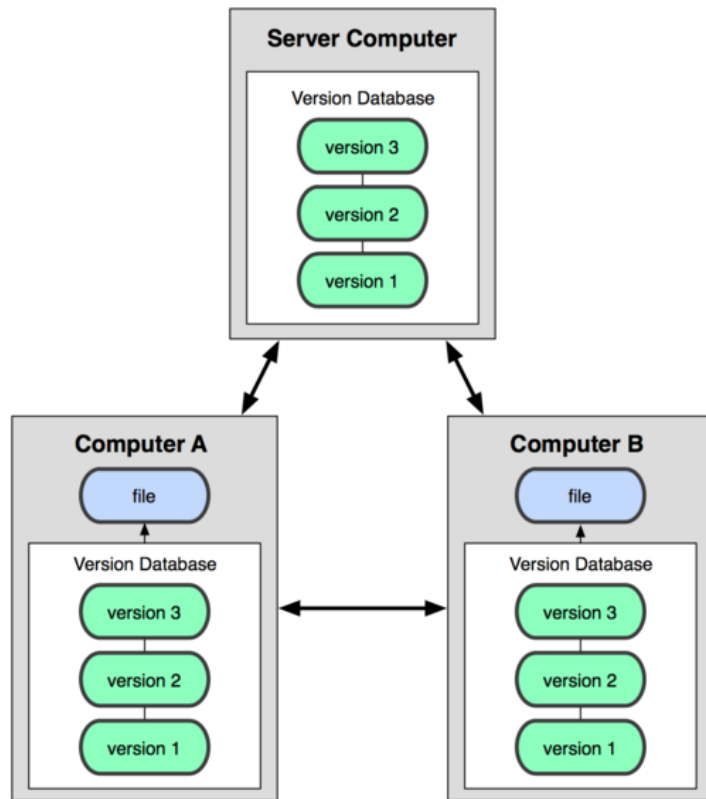 Server Computer
Version Database
version 3
version 2
version 1
Computer A
file
Version Database
version 3
version 2
version 1
Computer B
file
Version Database
version 3
version 2
version 1